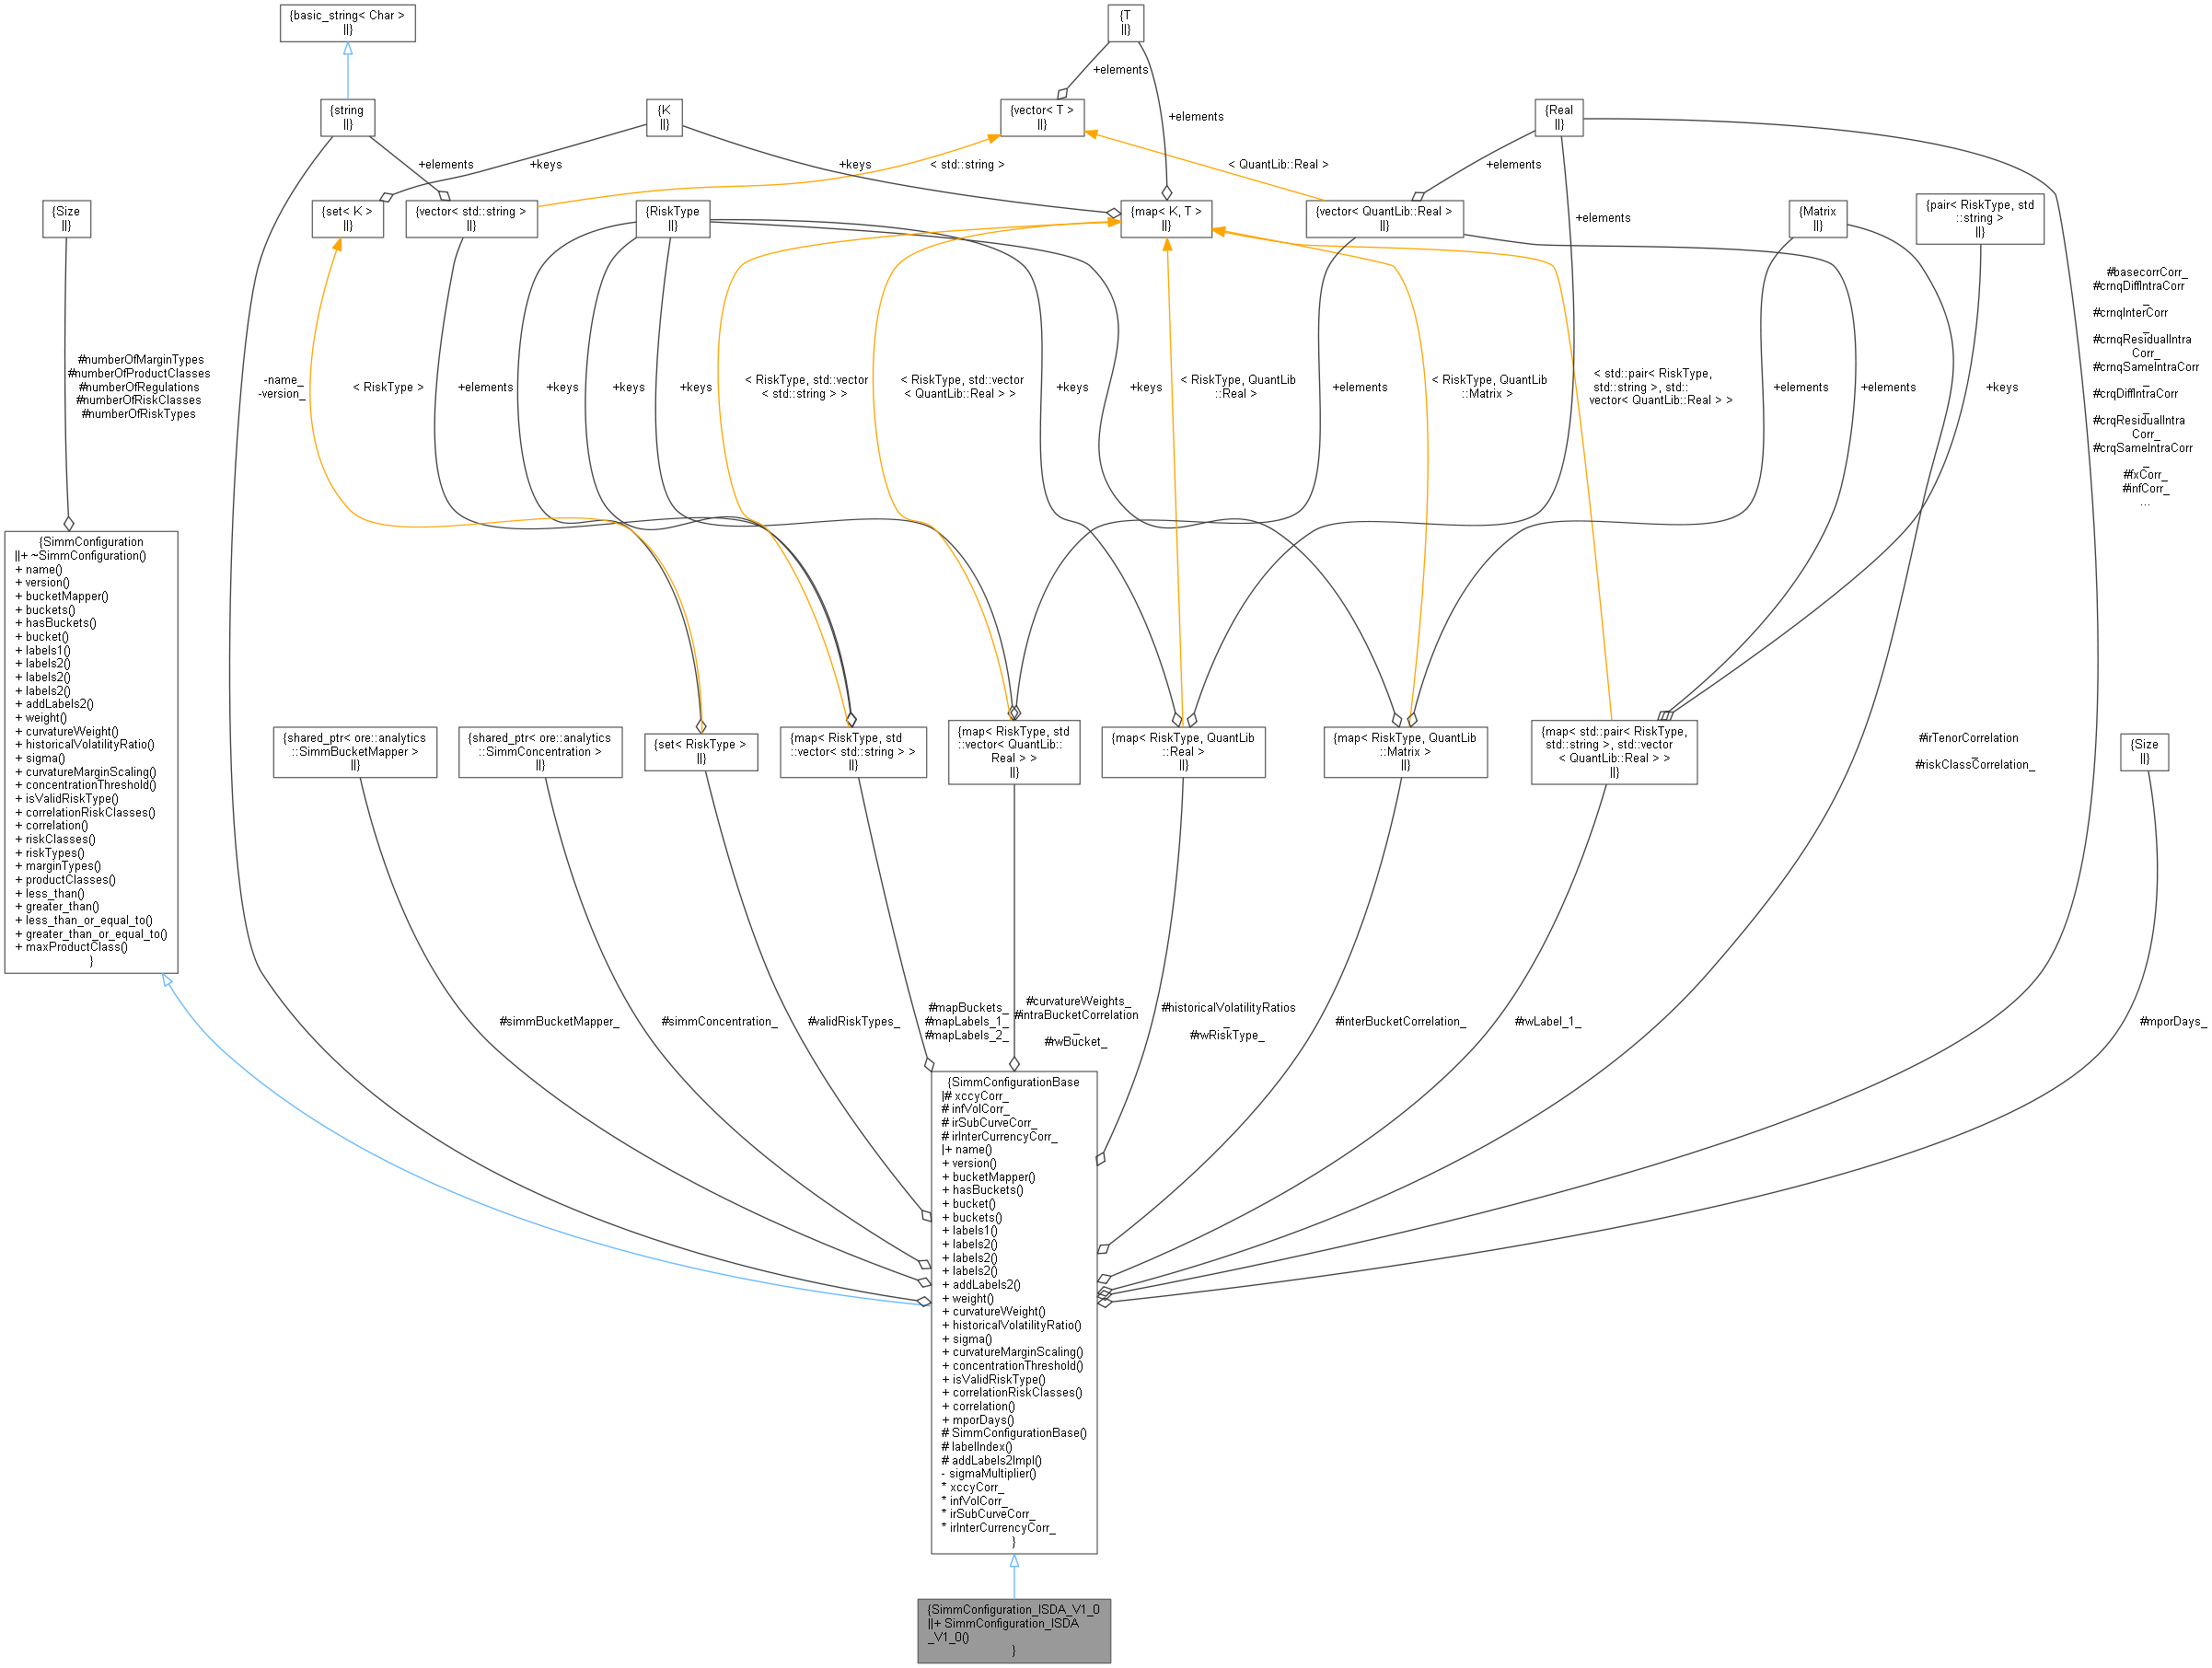 {basic_string< Char >
||}
{T
||}
+elements
{string
||}
{K
||}
{vector< T >
||}
{Real
||}
+elements
+elements
+keys
+keys
< std::string >
< QuantLib::Real >
+elements
{Size
||}
{set< K >
||}
{vector< std::string >
||}
{RiskType
||}
{map< K, T >
||}
{vector< QuantLib::Real >
||}
+elements
{Matrix
||}
{pair< RiskType, std
::string >
||}
#numberOfMarginTypes
#numberOfProductClasses
#numberOfRegulations
#numberOfRiskClasses
#numberOfRiskTypes
-name_
-version_
< RiskType >
+elements
+keys
+keys
+keys
< RiskType, std::vector
< std::string > >
< RiskType, std::vector
< QuantLib::Real > >
+keys
+keys
< RiskType, QuantLib
::Real >
+elements
< RiskType, QuantLib
::Matrix >
< std::pair< RiskType,
std::string >, std::
vector< QuantLib::Real > >
+elements
+elements
+keys
#basecorrCorr_
#crnqDiffIntraCorr
_
#crnqInterCorr
_
#crnqResidualIntra
Corr_
#crnqSameIntraCorr
_
#crqDiffIntraCorr
_
#crqResidualIntra
Corr_
#crqSameIntraCorr
_
#fxCorr_
#infCorr_
...
{SimmConfiguration
||+ ~SimmConfiguration()
+ name()
+ version()
+ bucketMapper()
+ buckets()
+ hasBuckets()
+ bucket()
+ labels1()
+ labels2()
+ labels2()
+ labels2()
+ addLabels2()
+ weight()
+ curvatureWeight()
+ historicalVolatilityRatio()
+ sigma()
+ curvatureMarginScaling()
+ concentrationThreshold()
+ isValidRiskType()
+ correlationRiskClasses()
+ correlation()
+ riskClasses()
+ riskTypes()
+ marginTypes()
+ productClasses()
+ less_than()
+ greater_than()
+ less_than_or_equal_to()
+ greater_than_or_equal_to()
+ maxProductClass()
}
{shared_ptr< ore::analytics
::SimmBucketMapper >
||}
{shared_ptr< ore::analytics
::SimmConcentration >
||}
{set< RiskType >
||}
{map< RiskType, std
::vector< std::string > >
||}
{map< RiskType, std
::vector< QuantLib::
Real > >
||}
{map< RiskType, QuantLib
::Real >
||}
{map< RiskType, QuantLib
::Matrix >
||}
{map< std::pair< RiskType,
std::string >, std::vector
< QuantLib::Real > >
||}
#irTenorCorrelation
_
#riskClassCorrelation_
{Size
||}
#simmBucketMapper_
#simmConcentration_
#validRiskTypes_
#mapBuckets_
#mapLabels_1_
#mapLabels_2_
#curvatureWeights_
#intraBucketCorrelation
_
#rwBucket_
#historicalVolatilityRatios
_
#rwRiskType_
#interBucketCorrelation_
#rwLabel_1_
#mporDays_
{SimmConfigurationBase
|# xccyCorr_
# infVolCorr_
# irSubCurveCorr_
# irInterCurrencyCorr_
|+ name()
+ version()
+ bucketMapper()
+ hasBuckets()
+ bucket()
+ buckets()
+ labels1()
+ labels2()
+ labels2()
+ labels2()
+ addLabels2()
+ weight()
+ curvatureWeight()
+ historicalVolatilityRatio()
+ sigma()
+ curvatureMarginScaling()
+ concentrationThreshold()
+ isValidRiskType()
+ correlationRiskClasses()
+ correlation()
+ mporDays()
# SimmConfigurationBase()
# labelIndex()
# addLabels2Impl()
- sigmaMultiplier()
* xccyCorr_
* infVolCorr_
* irSubCurveCorr_
* irInterCurrencyCorr_
}
{SimmConfiguration_ISDA_V1_0
||+ SimmConfiguration_ISDA
_V1_0()
}